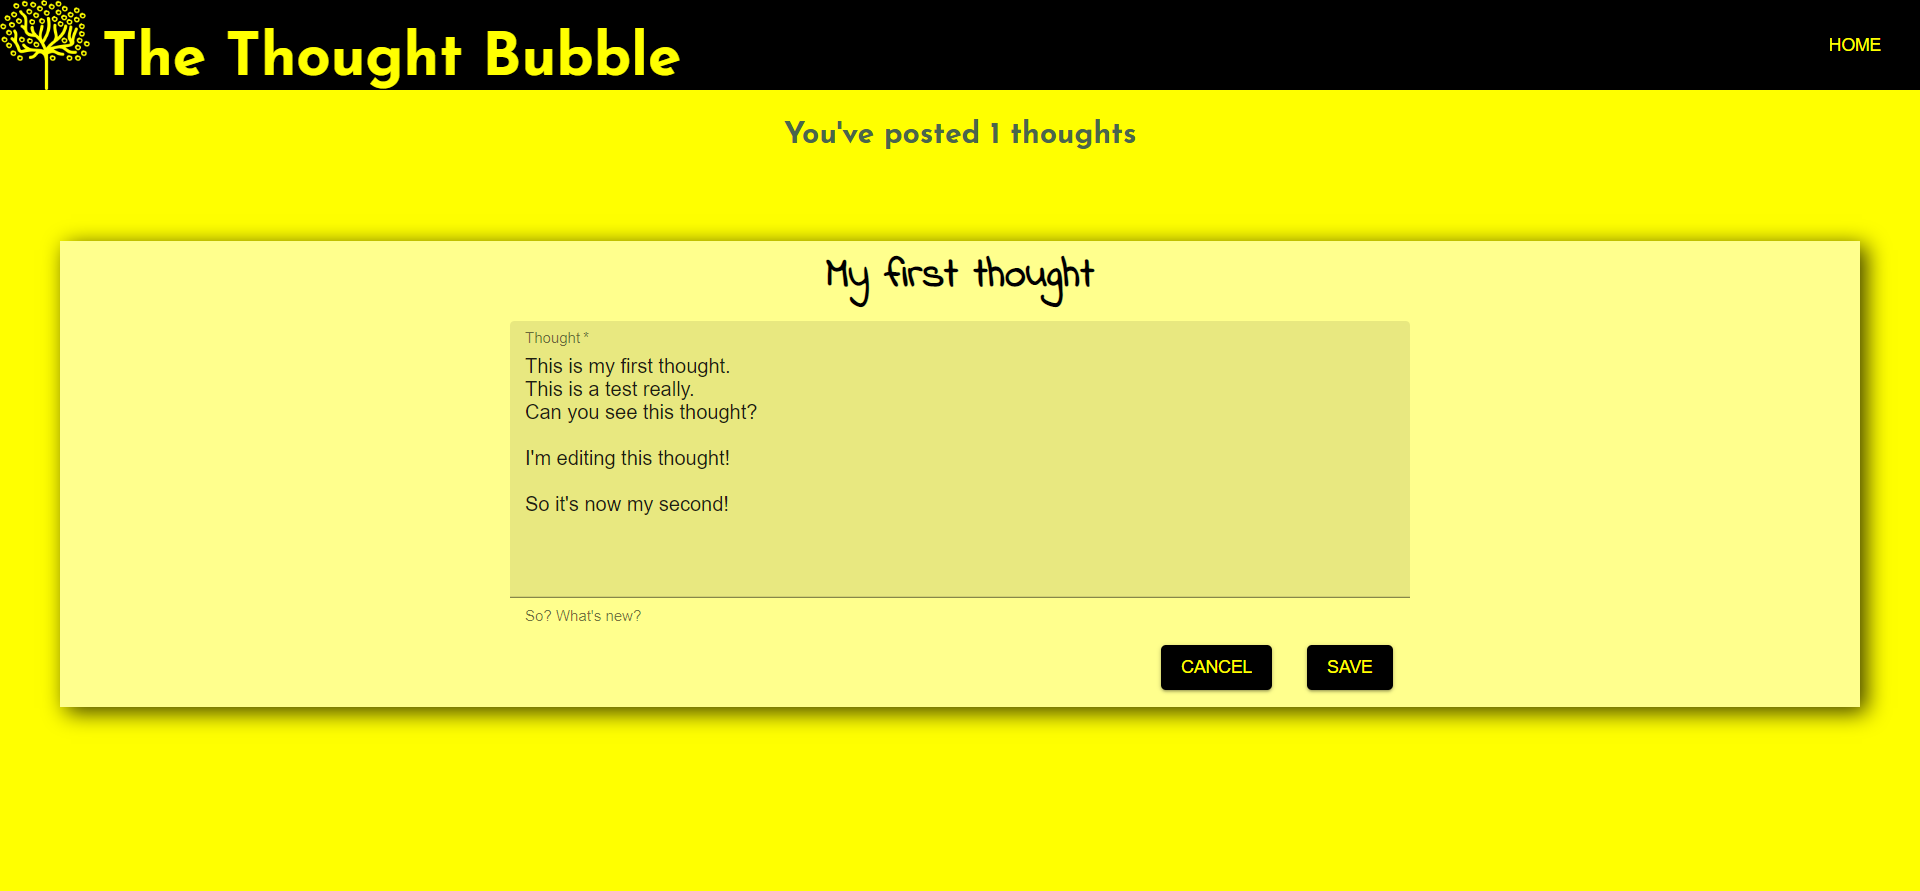 The Thought Bubble
HOME
You've posted 1 thoughts
My first thought
Thought *
This is my first thought.
This is a test really.
Can you see this thought?
I'm editing this thought!
So it's now my second!
So? What's new?
CANCEL
SAVE